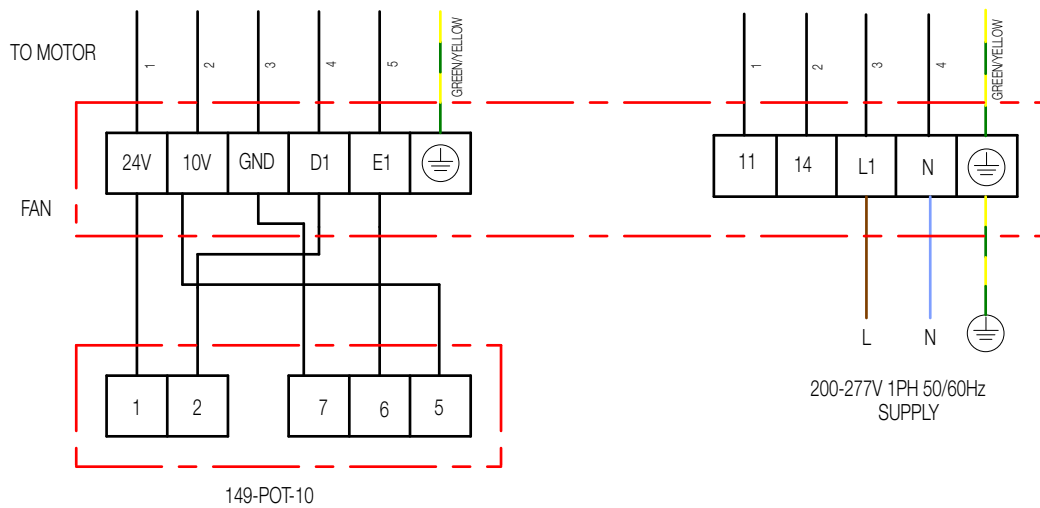 TO MOTOR
1 2 3 4 5 GREEN/YELLOW
1 2 3 4 GREEN/YELLOW
24V 10V GND D1 E1
11 14 L1 N
FAN
L N
1 2 7 6 5
200-277V 1PH 50/60Hz
SUPPLY
149-POT-10